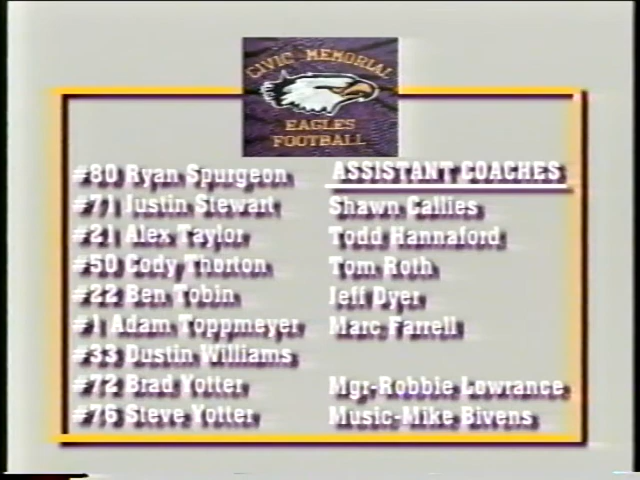 CIVIC MEMORIAL
EAGLES
FOOTBALL
#80 Ryan Spurgeon
#71 Justin Stewart
#21 Alex Taylor
#50 Cody Thorton
#22 Ben Tobin
#1 Adam Toppmeyer
#33 Dustin Williams
#72 Brad Yotter
#76 Steve Yotter
ASSISTANT COACHES
Shawn Callies
Todd Hannaford
Tom Roth
Jeff Dyer
Marc Farrell
Mgr-Robbie Lowrance
Music-Mike Bivens